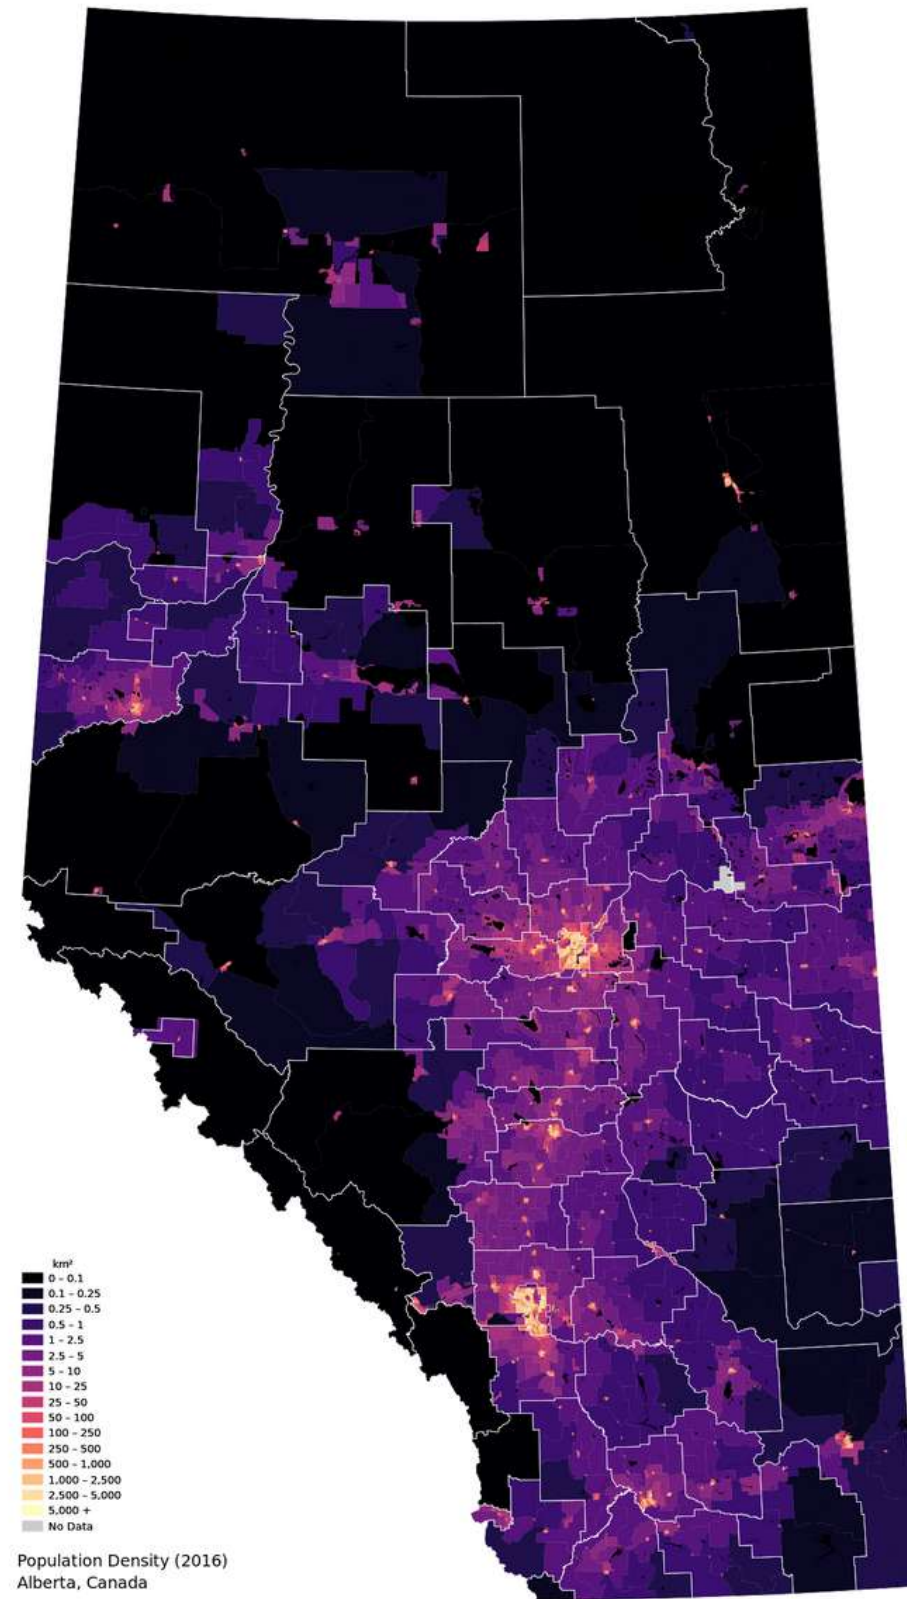 km²
0 – 0.1
0.1 – 0.25
0.25 – 0.5
0.5 – 1
1 – 2.5
2.5 – 5
5 – 10
10 – 25
25 – 50
50 – 100
100 – 250
250 – 500
500 – 1,000
1,000 – 2,500
2,500 – 5,000
5,000 +
No Data
Population Density (2016)
Alberta, Canada